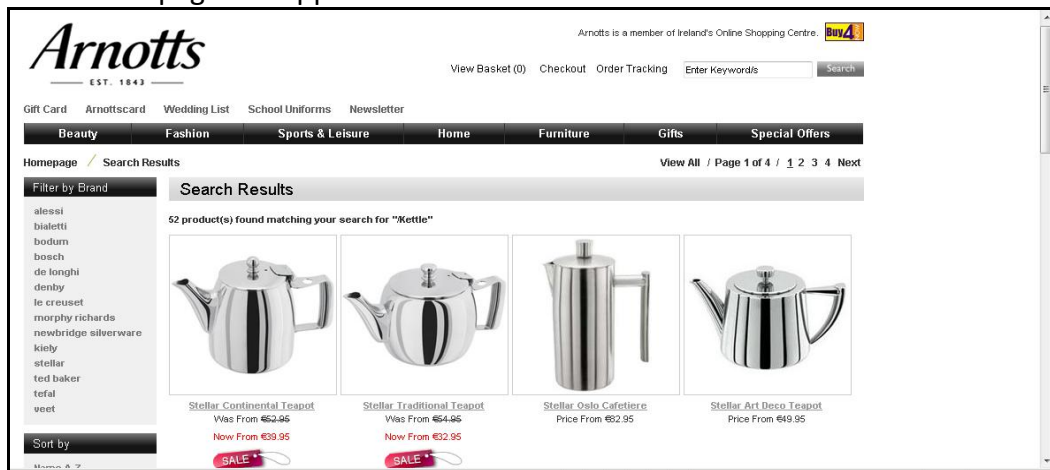 Arnotts
EST. 1843
Arnotts is a member of Ireland's Online Shopping Centre. Buy4
View Basket (0) Checkout Order Tracking Enter Keyword/s Search
Gift Card Arnottscard Wedding List School Uniforms Newsletter
Beauty Fashion Sports & Leisure Home Furniture Gifts Special Offers
Homepage / Search Results View All / Page 1 of 4 / 1 2 3 4 Next
Filter by Brand
Search Results
alessi
bialetti
bodum
bosch
de longhi
denby
le creuset
morphy richards
newbridge silverware
kiely
stellar
ted baker
tefal
veet
52 product(s) found matching your search for "/Kettle"
Stellar Continental Teapot
Was From €52.95
Now From €39.95
SALE
Stellar Traditional Teapot
Was From €54.95
Now From €32.95
SALE
Stellar Oslo Cafetiere
Price From €82.95
Stellar Art Deco Teapot
Price From €49.95
Sort by